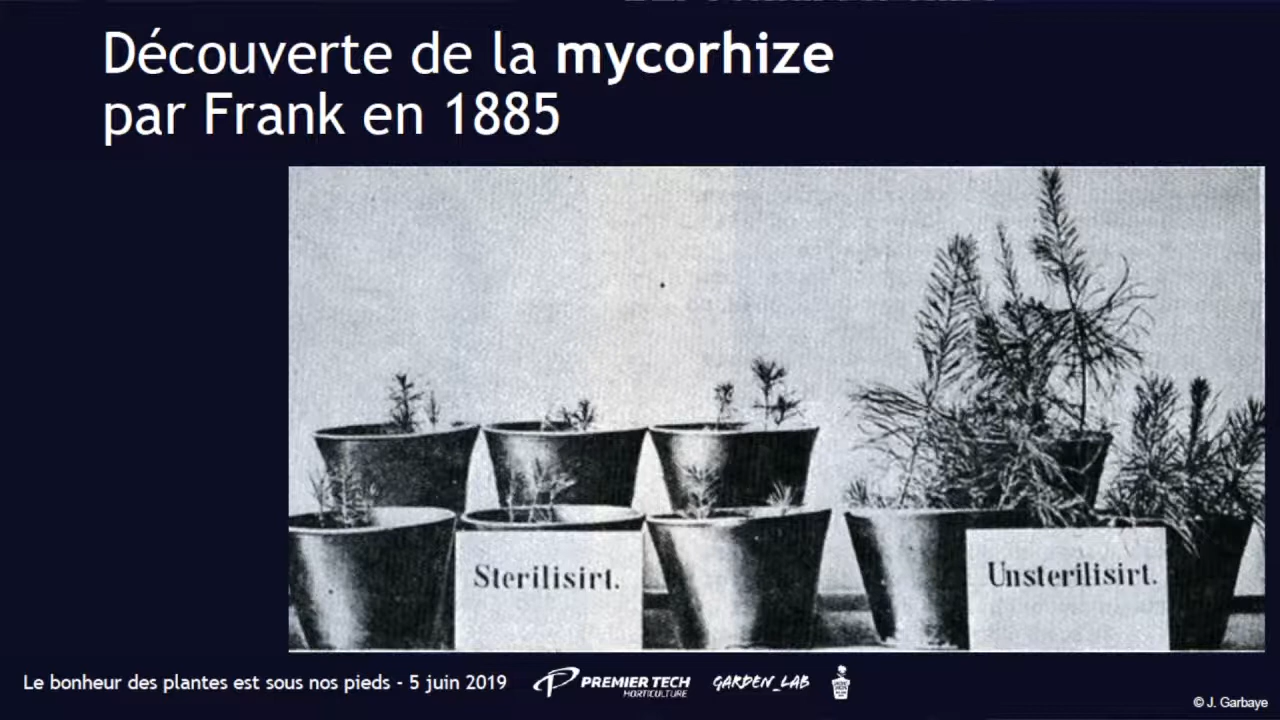 Découverte de la mycorhize
par Frank en 1885
Sterilisirt.
Unsterilisirt.
Le bonheur des plantes est sous nos pieds - 5 juin 2019
PREMIER TECH
HORTICULTURE
GARDEN_LAB
© J. Garbaye